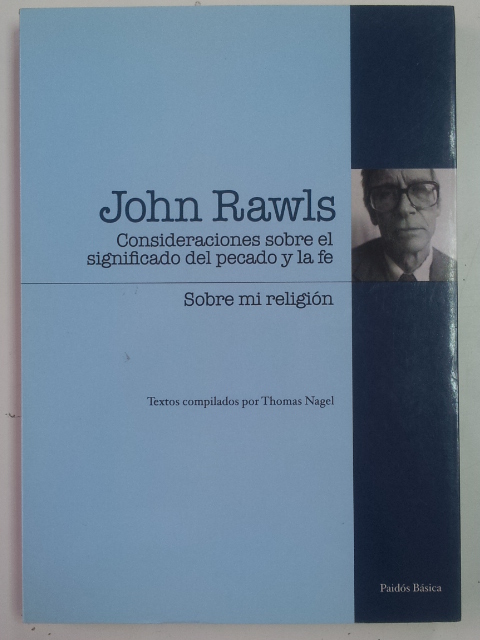 John Rawls
Consideraciones sobre el
significado del pecado y la fe
Sobre mi religión
Textos compilados por Thomas Nagel
Paidós Básica